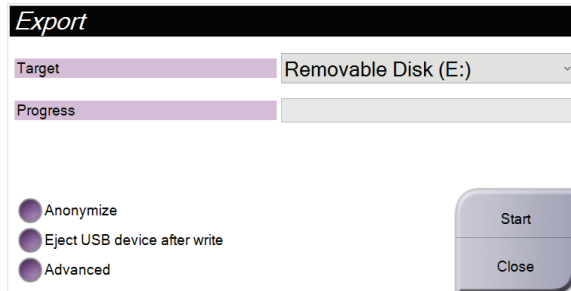 Export
Target
Removable Disk (E:)
Progress
Anonymize
Eject USB device after write
Advanced
Start
Close